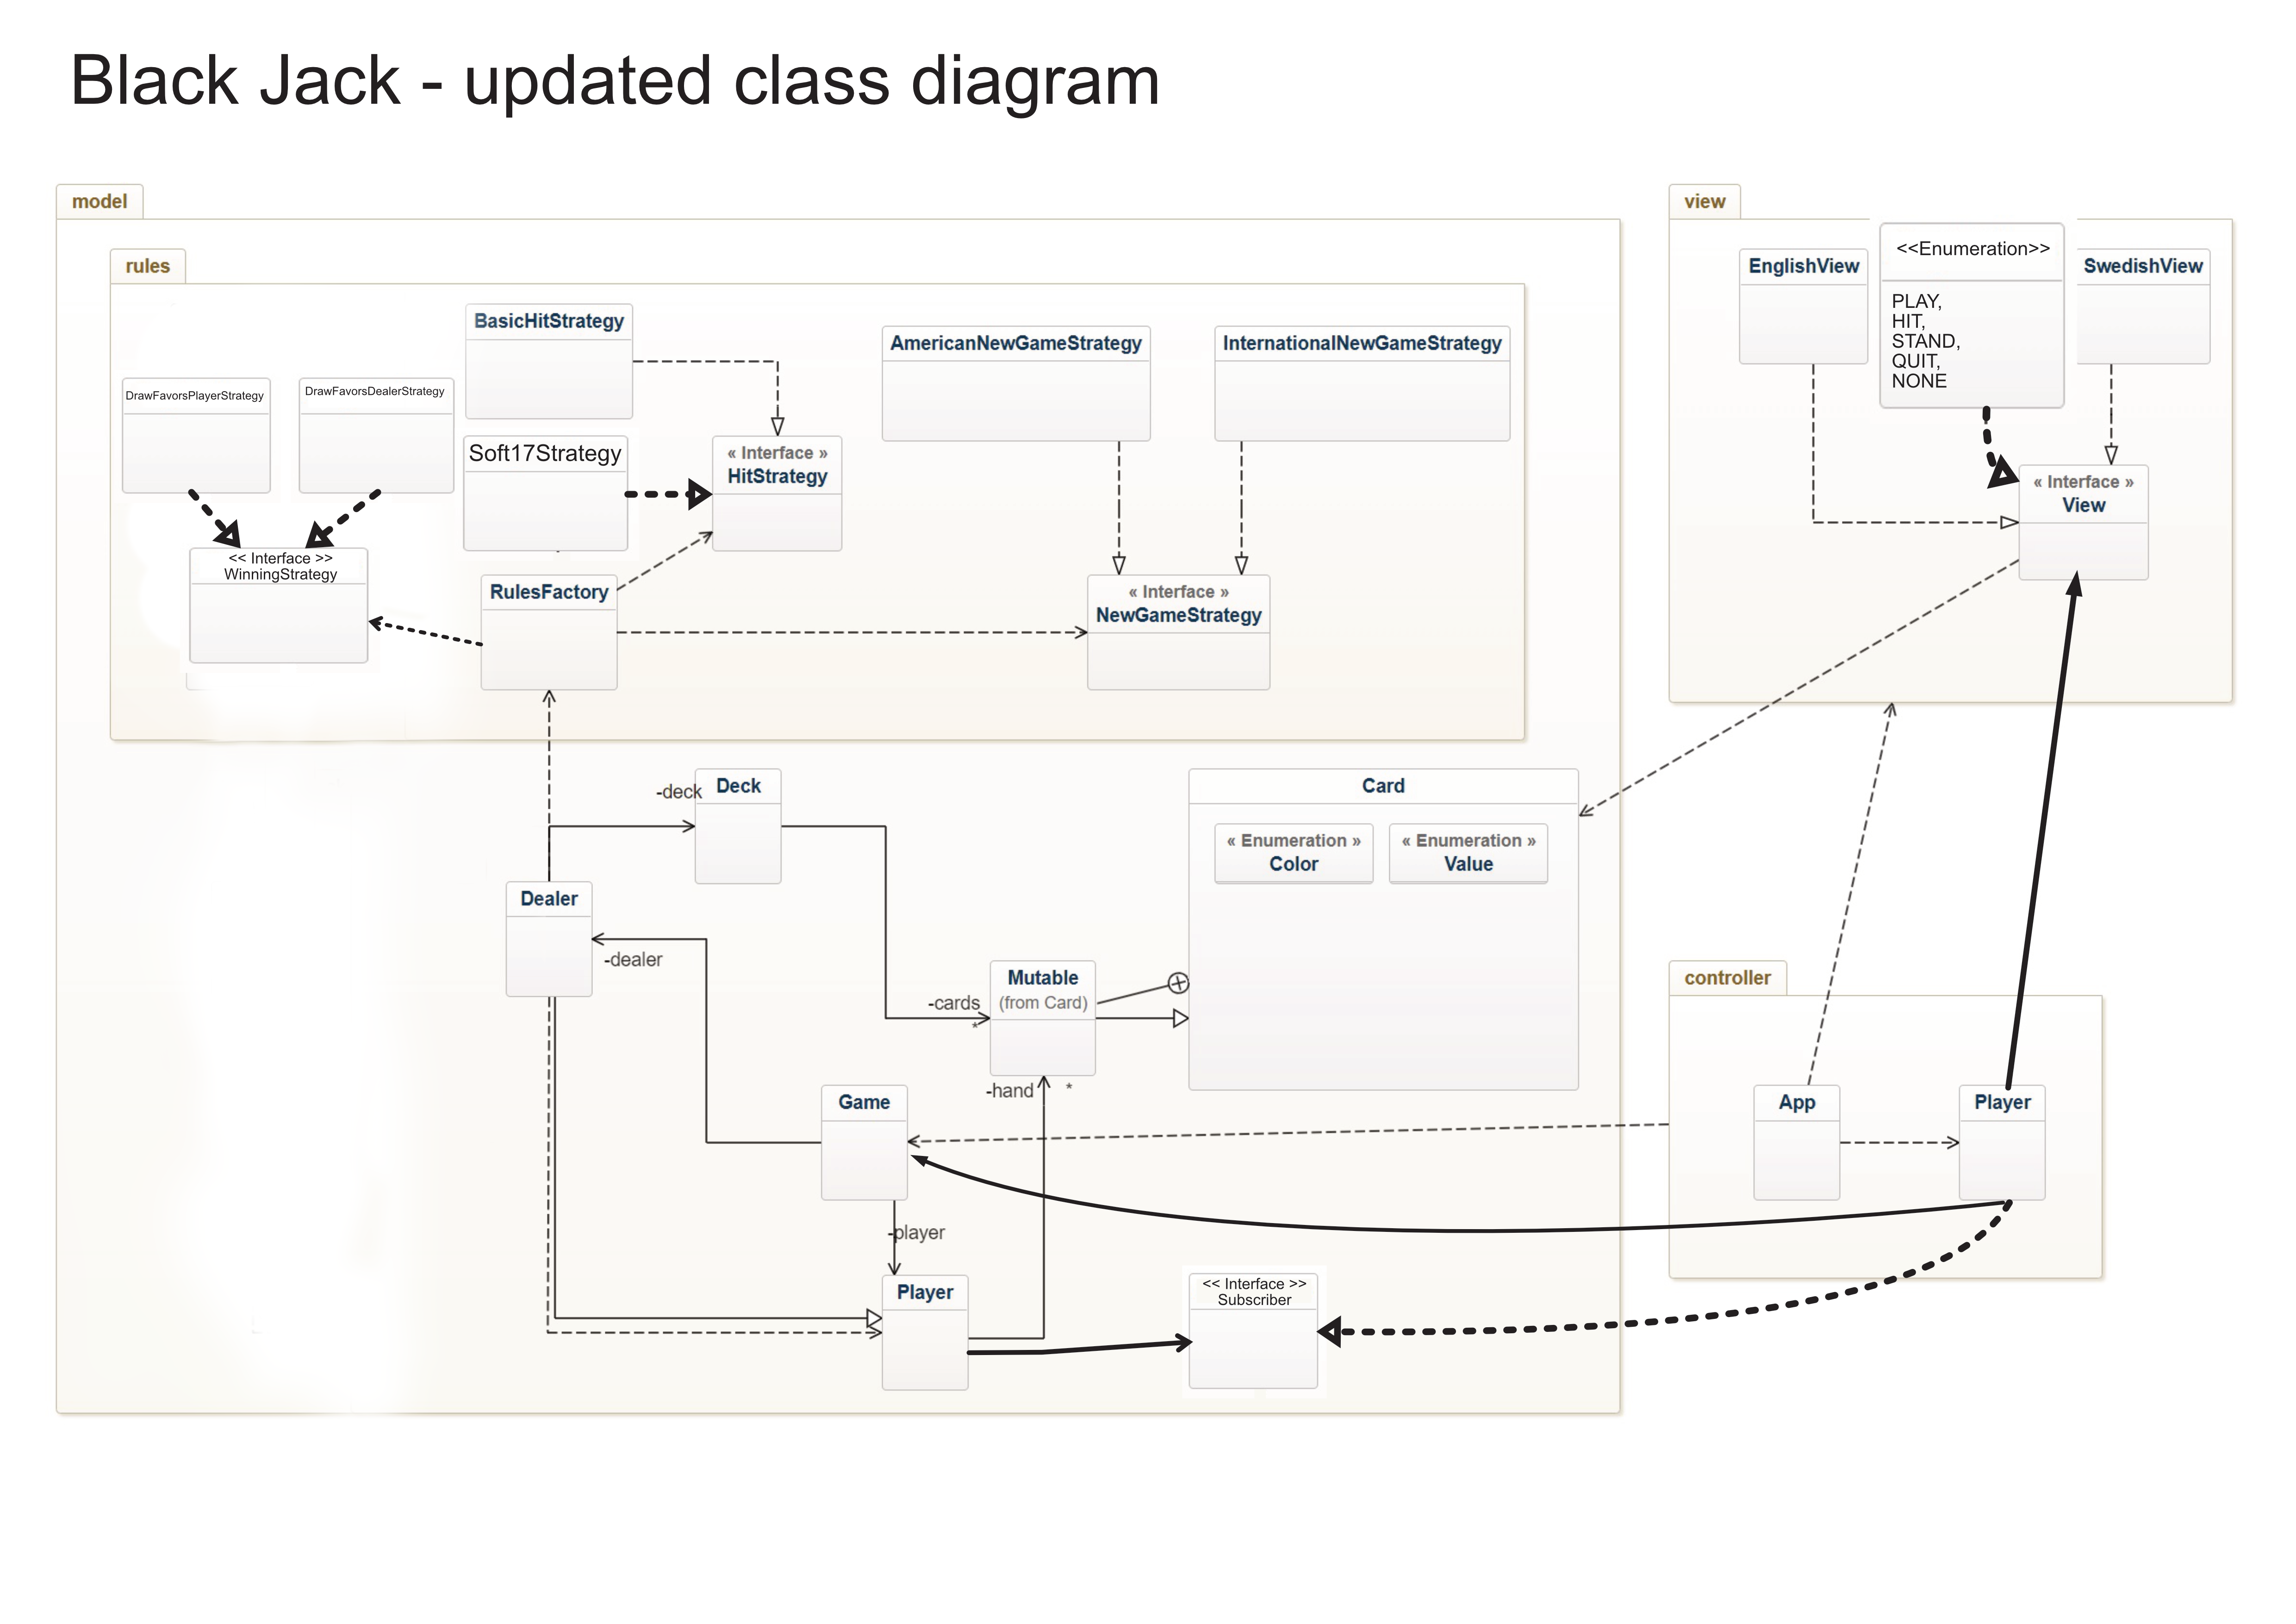 Black Jack - updated class diagram
model
rules
BasicHitStrategy
AmericanNewGameStrategy
InternationalNewGameStrategy
DrawFavorsPlayerStrategy
DrawFavorsDealerStrategy
Soft17Strategy
« Interface »
HitStrategy
<< Interface >>
WinningStrategy
RulesFactory
« Interface »
NewGameStrategy
-deck
Deck
Card
« Enumeration »
Color
« Enumeration »
Value
Dealer
-dealer
Mutable
(from Card)
-cards
*
-hand
*
Game
-player
Player
<< Interface >>
Subscriber
view
EnglishView
<<Enumeration>>
PLAY,
HIT,
STAND,
QUIT,
NONE
SwedishView
« Interface »
View
controller
App
Player